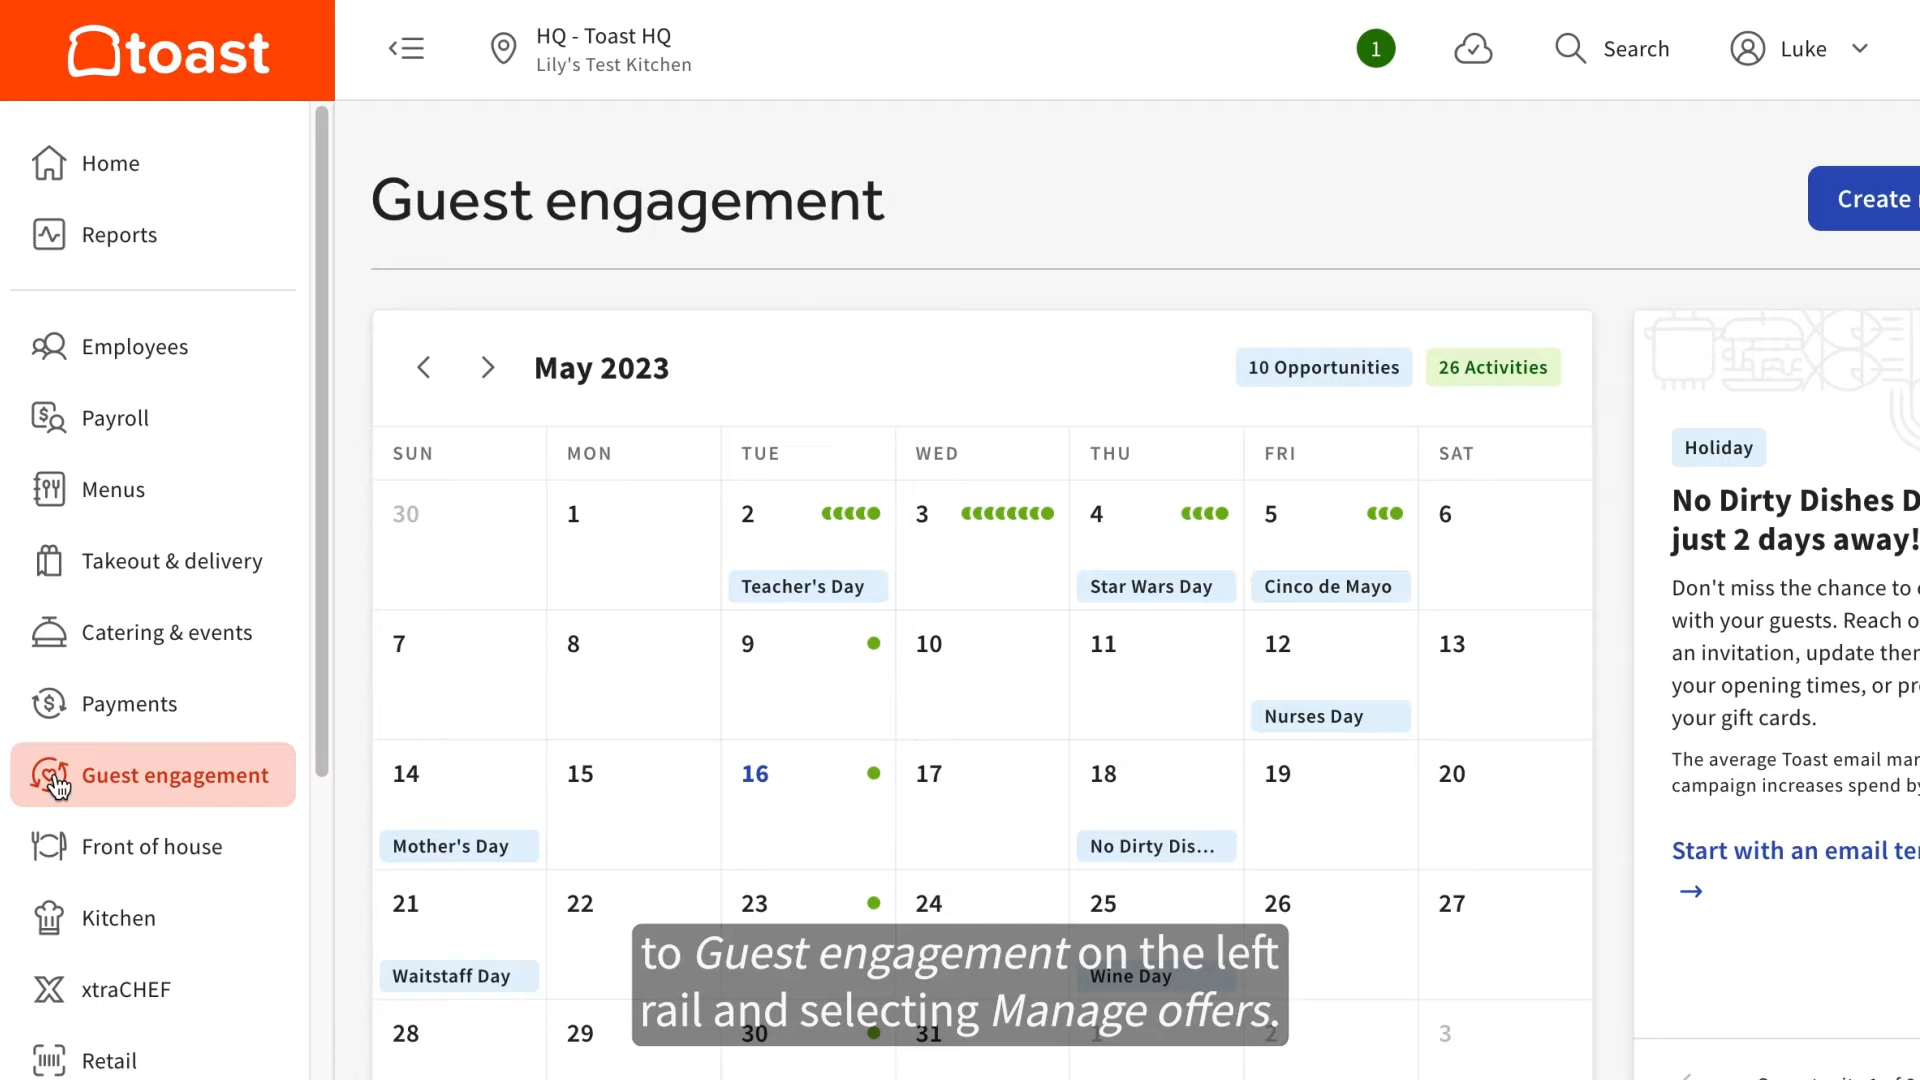 toast
HQ - Toast HQ
Lily's Test Kitchen
1
Search
Luke
Home
Reports
Employees
Payroll
Menus
Takeout & delivery
Catering & events
Payments
Guest engagement
Front of house
Kitchen
xtraCHEF
Retail
Guest engagement
Create
May 2023
10 Opportunities
26 Activities
SUN MON TUE WED THU FRI SAT
30 1 2 3 4 5 6
Teacher's Day Star Wars Day Cinco de Mayo
7 8 9 10 11 12 13
Nurses Day
14 15 16 17 18 19 20
Mother's Day No Dirty Dis...
21 22 23 24 25 26 27
Waitstaff Day Wine Day
28 29 30 31 1 2 3
Holiday
No Dirty Dishes D
just 2 days away!
Don't miss the chance to
with your guests. Reach o
an invitation, update ther
your opening times, or pr
your gift cards.
The average Toast email mar
campaign increases spend by
Start with an email te
→
to Guest engagement on the left
rail and selecting Manage offers.